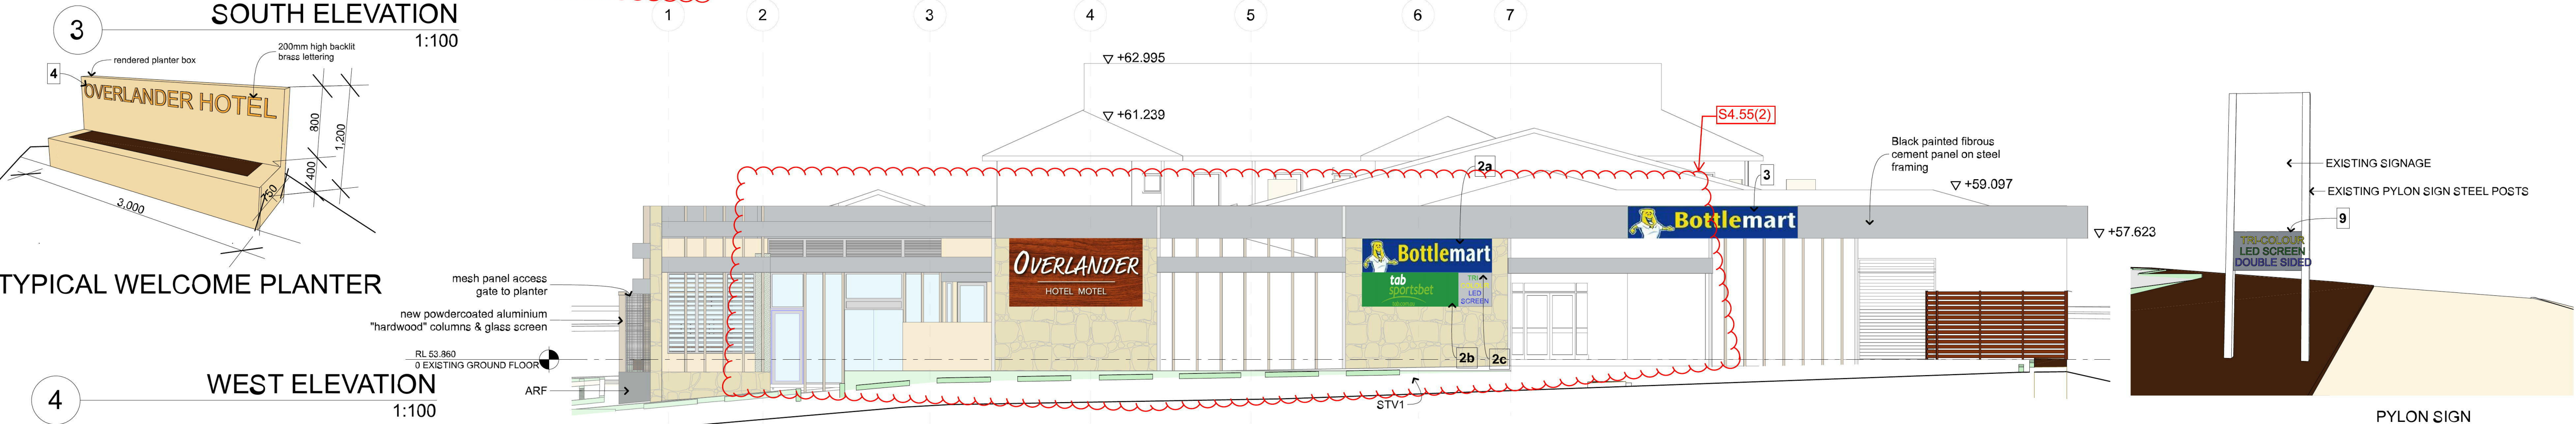 3
SOUTH ELEVATION
1:100
4
rendered planter box
200mm high backlit
brass lettering
OVERLANDER HOTEL
800
1,200
400
750
3,000
TYPICAL WELCOME PLANTER
4
WEST ELEVATION
1:100
1
2
3
4
5
6
7
+62.995
+61.239
S4.55(2)
2a
3
Black painted fibrous
cement panel on steel
framing
+59.097
+57.623
Bottlemart
OVERLANDER
HOTEL MOTEL
Bottlemart
tab
sportsbet
TRI
LED
SCREEN
2b
2c
mesh panel access
gate to planter
new powdercoated aluminium
"hardwood" columns & glass screen
RL 53.860
0 EXISTING GROUND FLOOR
ARF
STV1
EXISTING SIGNAGE
EXISTING PYLON SIGN STEEL POSTS
9
TRI-COLOUR
LED SCREEN
DOUBLE SIDED
PYLON SIGN